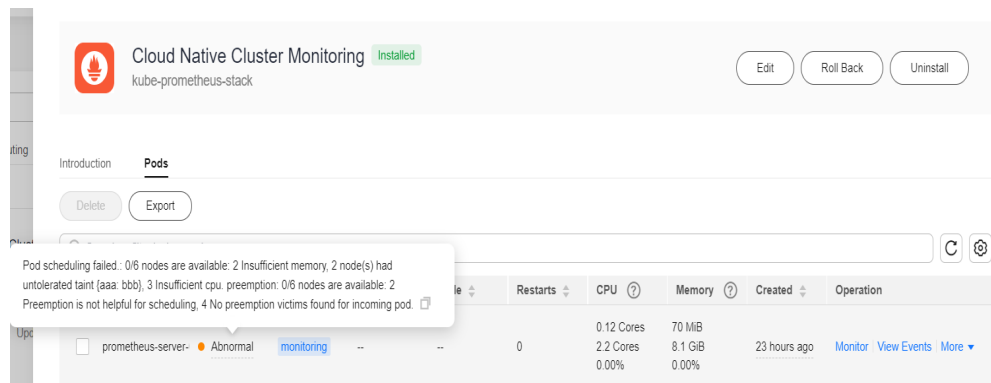 Cloud Native Cluster Monitoring Installed
kube-prometheus-stack
Edit
Roll Back
Uninstall
Introduction
Pods
Delete
Export
Pod scheduling failed.: 0/6 nodes are available: 2 Insufficient memory, 2 node(s) had
untolerated taint {aaa: bbb}, 3 Insufficient cpu. preemption: 0/6 nodes are available: 2
Preemption is not helpful for scheduling, 4 No preemption victims found for incoming pod.
Restarts
CPU
Memory
Created
Operation
prometheus-server-
Abnormal
monitoring
--
--
0
0.12 Cores
2.2 Cores
0.00%
70 MiB
8.1 GiB
0.00%
23 hours ago
Monitor
View Events
More